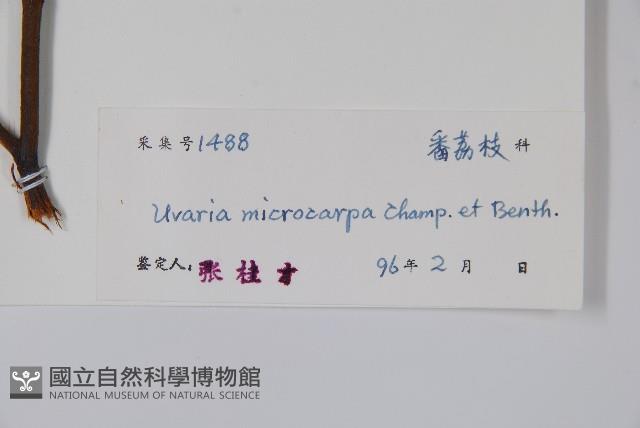 采集号1488 番荔枝科
Uvaria microcarpa Champ. et Benth.
鉴定人：张桂才 96年2月 日
國立自然科學博物館
NATIONAL MUSEUM OF NATURAL SCIENCE